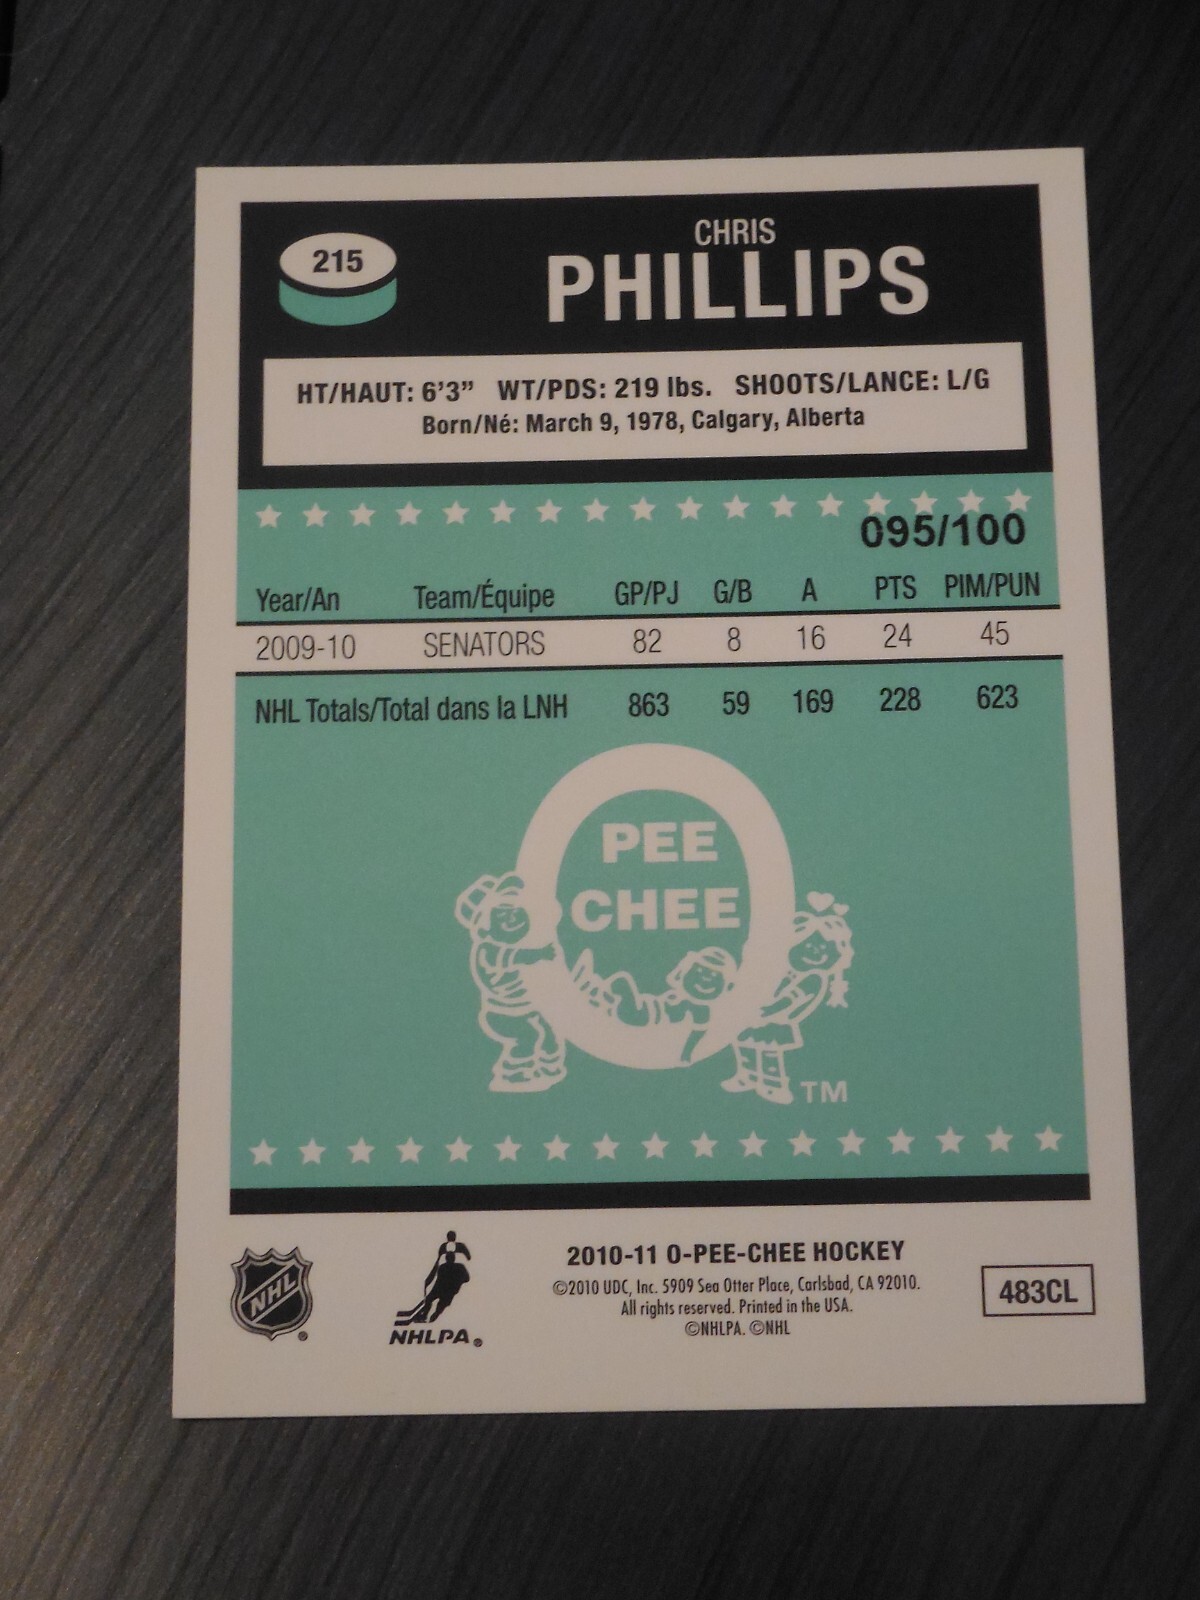 215
CHRIS
PHILLIPS
HT/HAUT: 6'3" WT/PDS: 219 lbs. SHOOTS/LANCE: L/G
Born/Né: March 9, 1978, Calgary, Alberta
095/100
Year/An Team/Équipe GP/PJ G/B A PTS PIM/PUN
2009-10 SENATORS 82 8 16 24 45
NHL Totals/Total dans la LNH 863 59 169 228 623
O
PEE
CHEE
TM
NHL ®
NHLPA ®
2010-11 O-PEE-CHEE HOCKEY
©2010 UDC, Inc. 5909 Sea Otter Place, Carlsbad, CA 92010.
All rights reserved. Printed in the USA.
©NHLPA. ©NHL
483CL